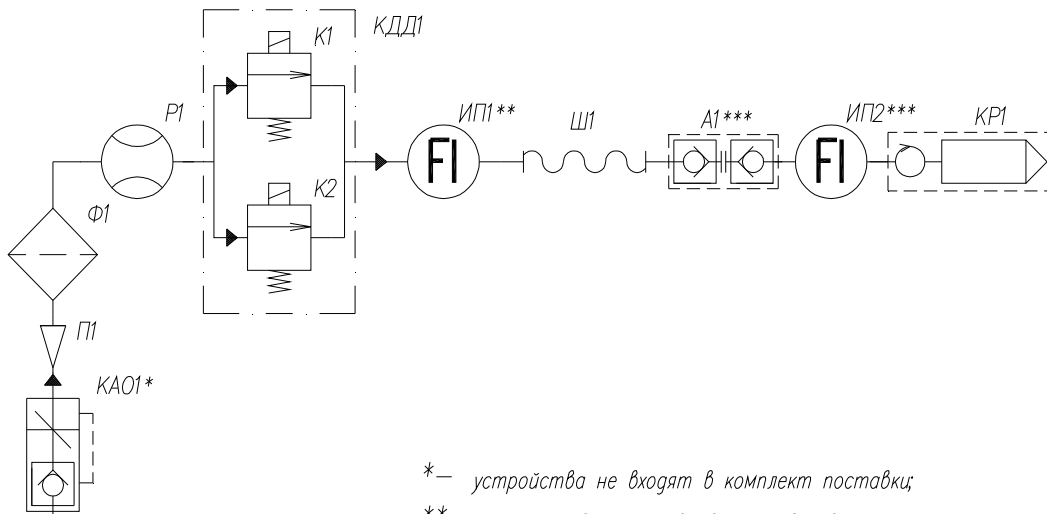 К1
КДД1
Р1
ИП1**
Ш1
А1***
ИП2***
КР1
FI
FI
К2
Ф1
П1
КАО1*
*— устройства не входят в комплект поставки;
**